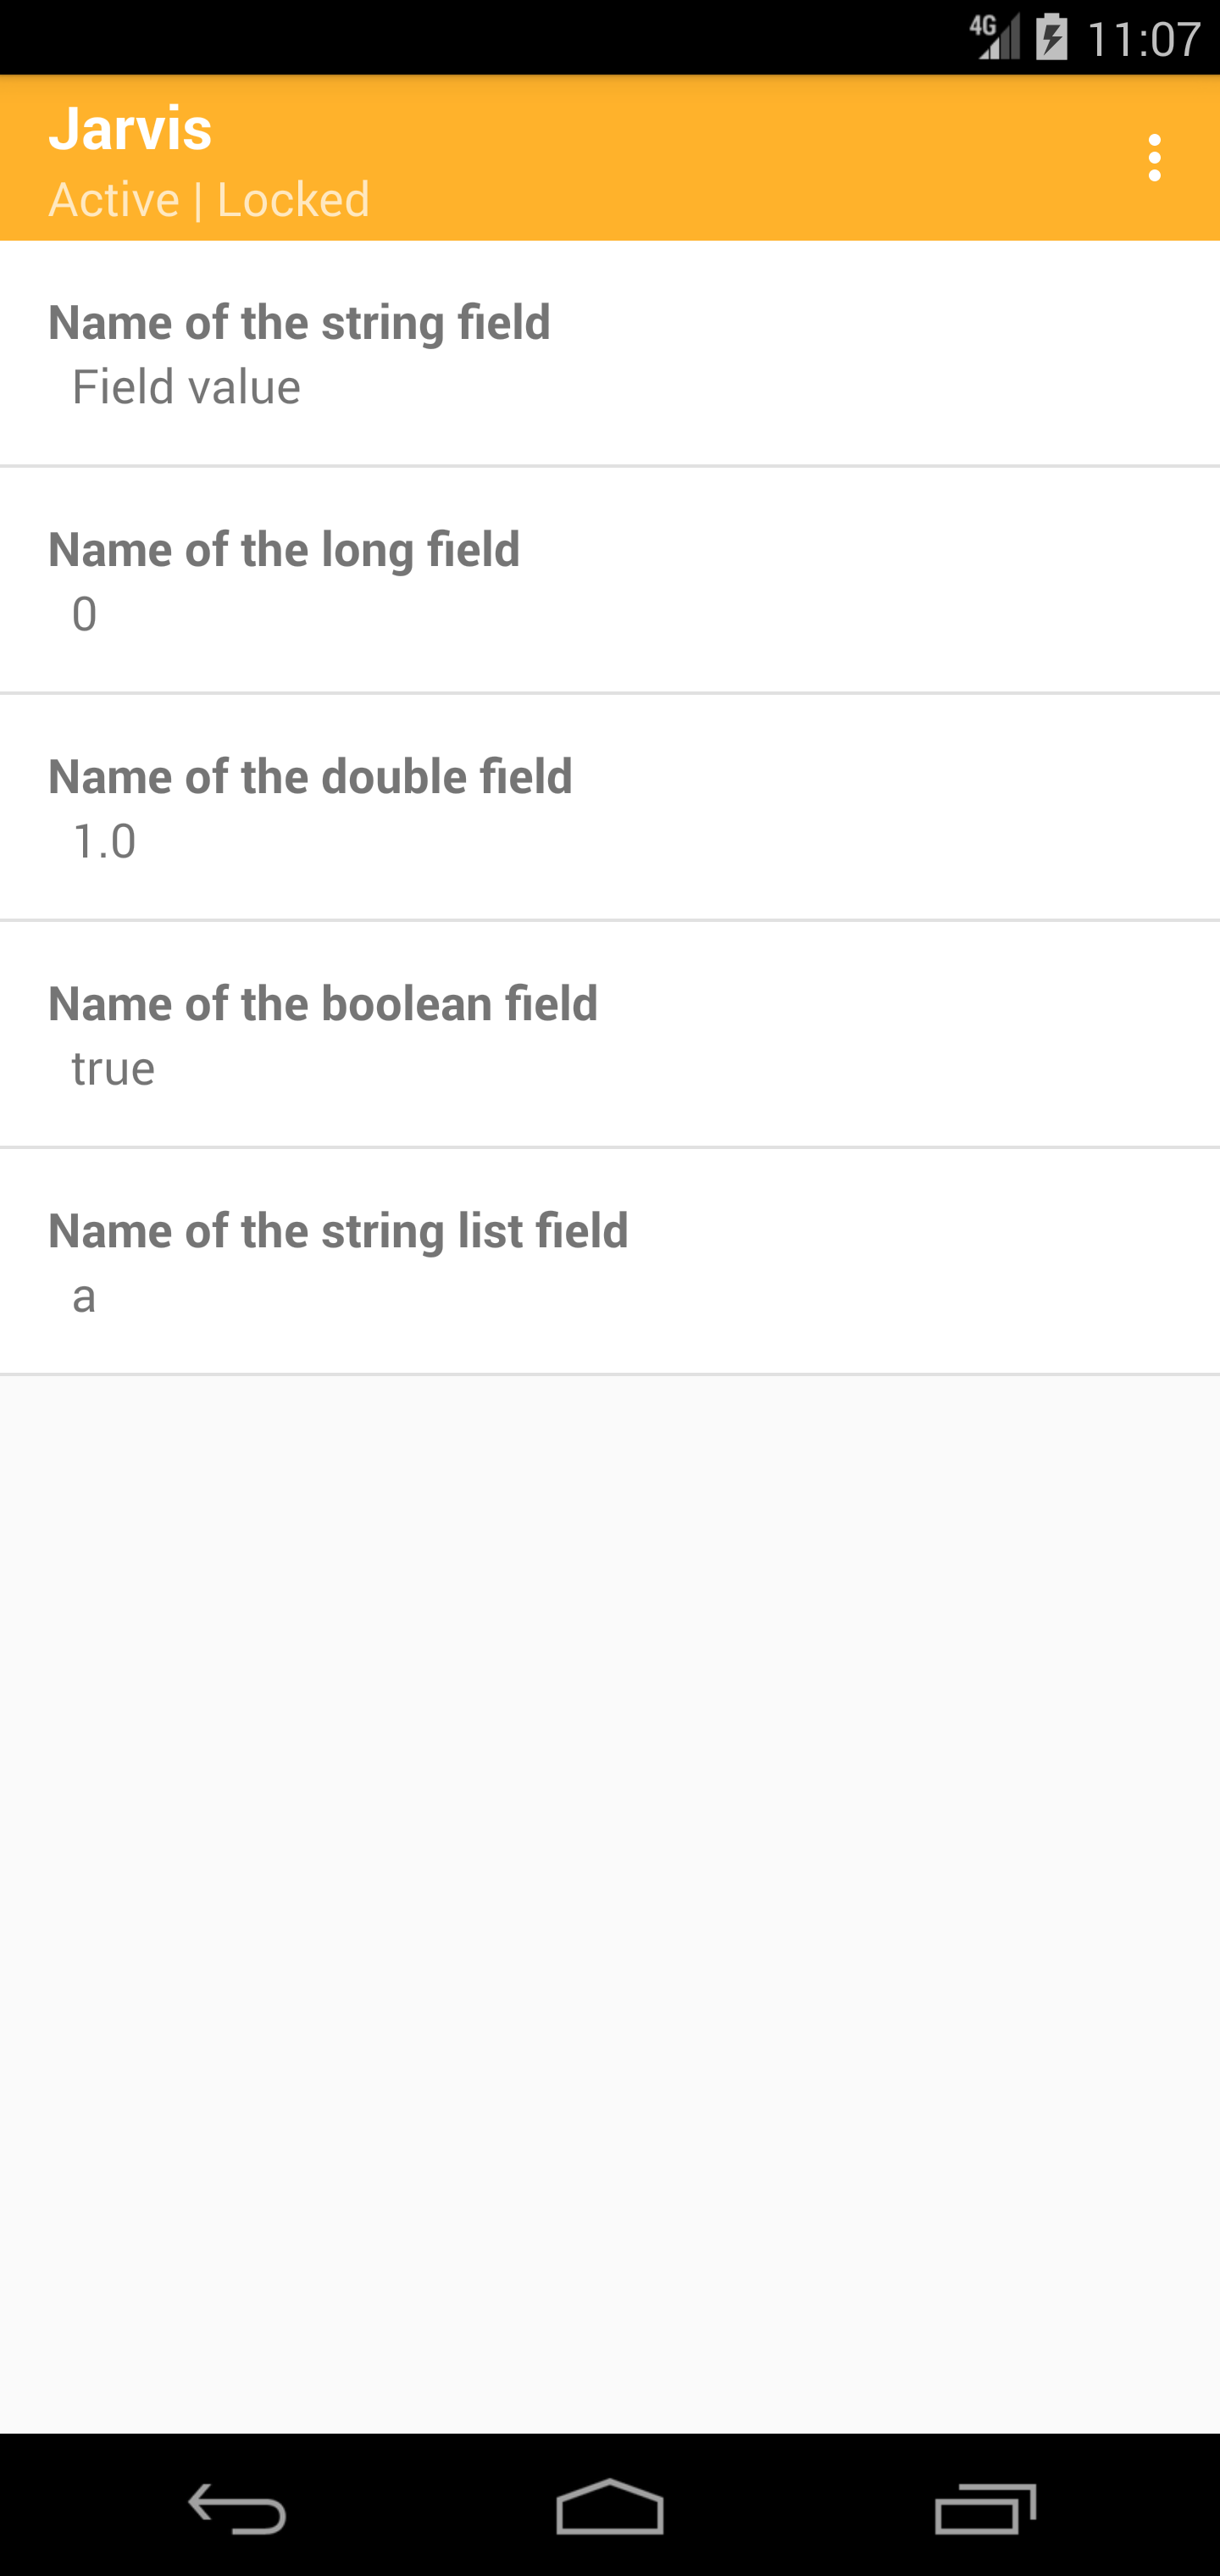 4G 11:07
Jarvis
Active | Locked
Name of the string field
Field value
Name of the long field
0
Name of the double field
1.0
Name of the boolean field
true
Name of the string list field
a